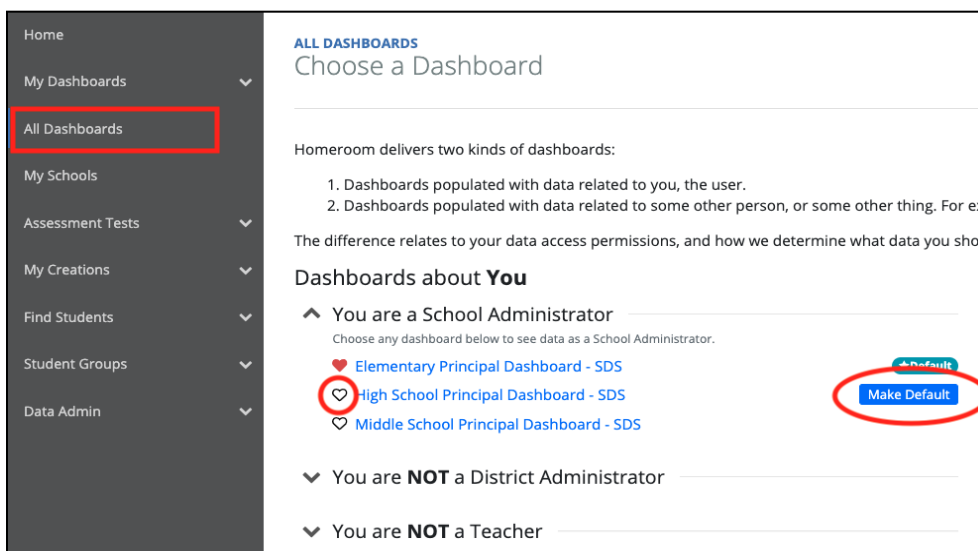 Home
My Dashboards
All Dashboards
My Schools
Assessment Tests
My Creations
Find Students
Student Groups
Data Admin
ALL DASHBOARDS
Choose a Dashboard
Homeroom delivers two kinds of dashboards:
1. Dashboards populated with data related to you, the user.
2. Dashboards populated with data related to some other person, or some other thing. For
The difference relates to your data access permissions, and how we determine what data you
Dashboards about You
You are a School Administrator
Choose any dashboard below to see data as a School Administrator.
Elementary Principal Dashboard - SDS
Default
High School Principal Dashboard - SDS
Make Default
Middle School Principal Dashboard - SDS
You are NOT a District Administrator
You are NOT a Teacher